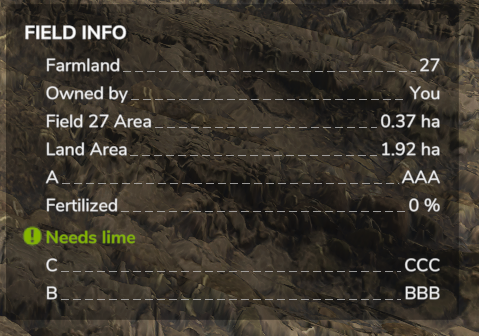 FIELD INFO
Farmland 27
Owned by You
Field 27 Area 0.37 ha
Land Area 1.92 ha
A AAA
Fertilized 0 %
! Needs lime
C CCC
B BBB